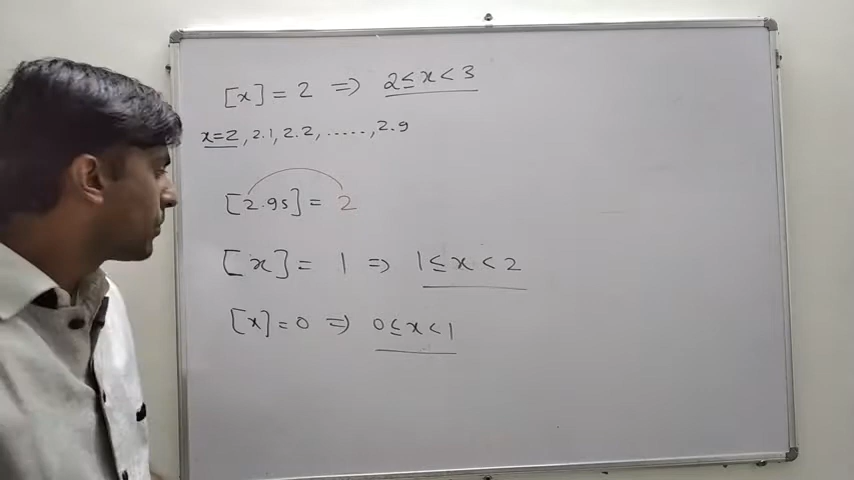 [x] = 2 ⇒ 2 ≤ x < 3
x=2, 2.1, 2.2, ....., 2.9
[2.95] = 2
[x] = 1 ⇒ 1 ≤ x < 2
[x] = 0 ⇒ 0 ≤ x < 1